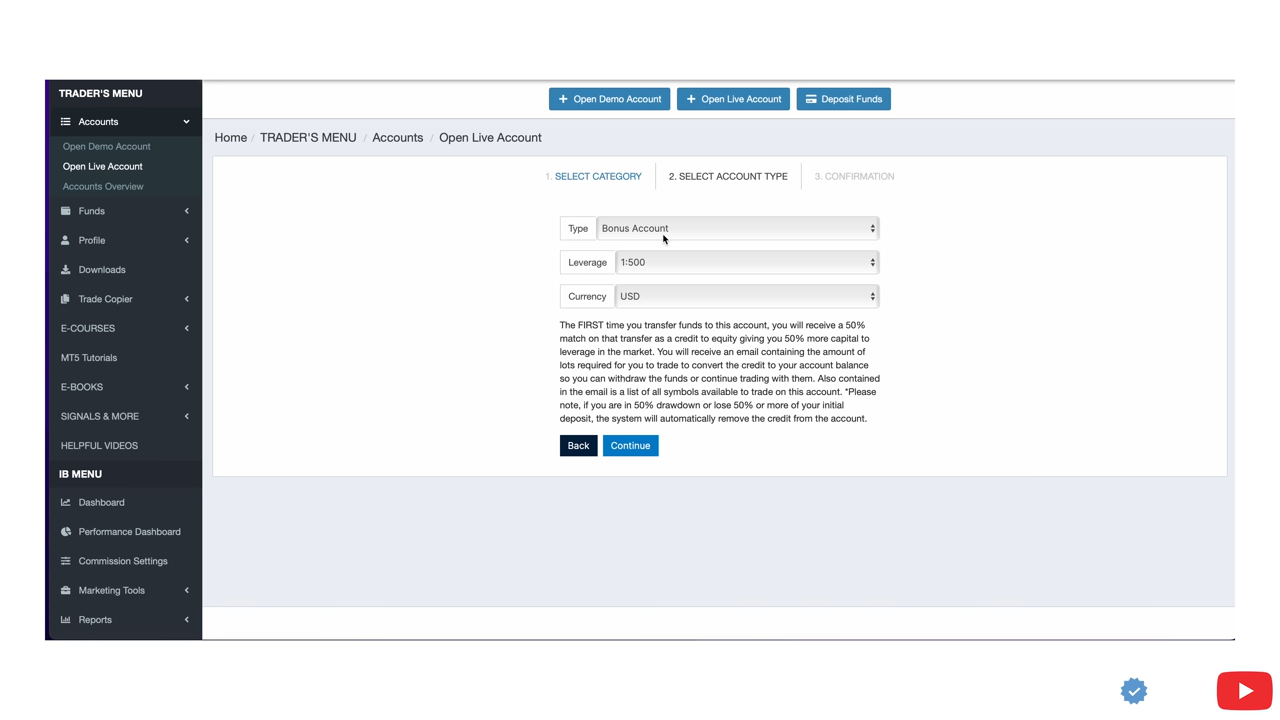 TRADER'S MENU
Accounts
Open Demo Account
Open Live Account
Accounts Overview
Funds
Profile
Downloads
Trade Copier
E-COURSES
MT5 Tutorials
E-BOOKS
SIGNALS & MORE
HELPFUL VIDEOS
IB MENU
Dashboard
Performance Dashboard
Commission Settings
Marketing Tools
Reports
+ Open Demo Account + Open Live Account Deposit Funds
Home / TRADER'S MENU / Accounts / Open Live Account
1. SELECT CATEGORY 2. SELECT ACCOUNT TYPE 3. CONFIRMATION
Type Bonus Account
Leverage 1:500
Currency USD
The FIRST time you transfer funds to this account, you will receive a 50%
match on that transfer as a credit to equity giving you 50% more capital to
leverage in the market. You will receive an email containing the amount of
lots required for you to trade to convert the credit to your account balance
so you can withdraw the funds or continue trading with them. Also contained
in the email is a list of all symbols available to trade on this account. *Please
note, if you are in 50% drawdown or lose 50% or more of your initial
deposit, the system will automatically remove the credit from the account.
Back Continue